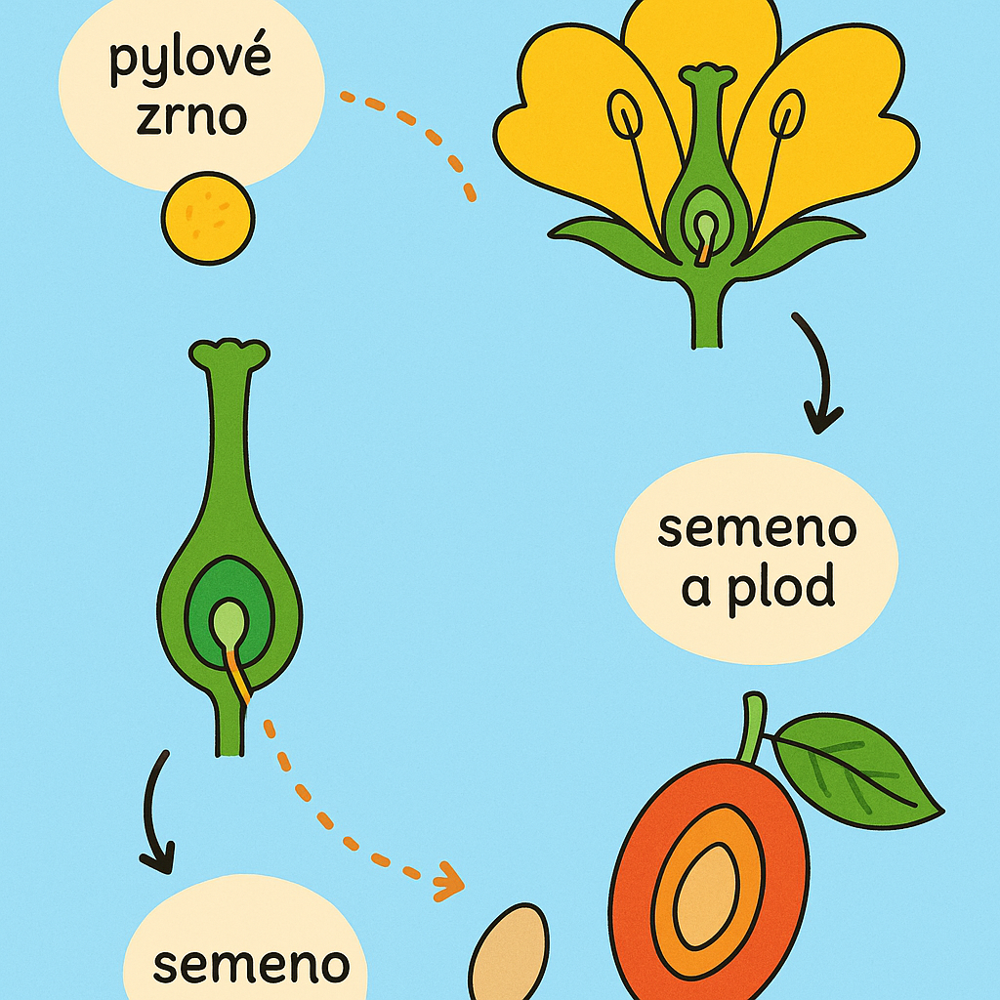 pylové
zrno
semeno
a plod
semeno